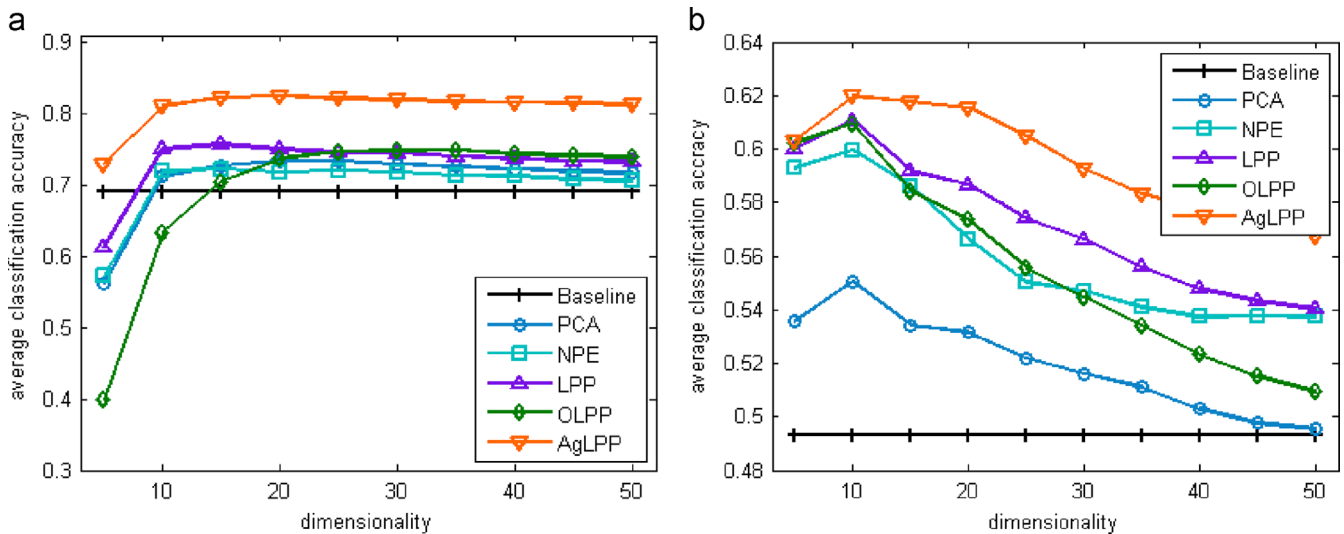 a
average classification accuracy
0.9
0.8
0.7
0.6
0.5
0.4
0.3
10
20
30
40
50
dimensionality
Baseline
PCA
NPE
LPP
OLPP
AgLPP
b
average classification accracy
0.64
0.62
0.6
0.58
0.56
0.54
0.52
0.5
0.48
10
20
30
40
50
dimensionality
Baseline
PCA
NPE
LPP
OLPP
AgLPP